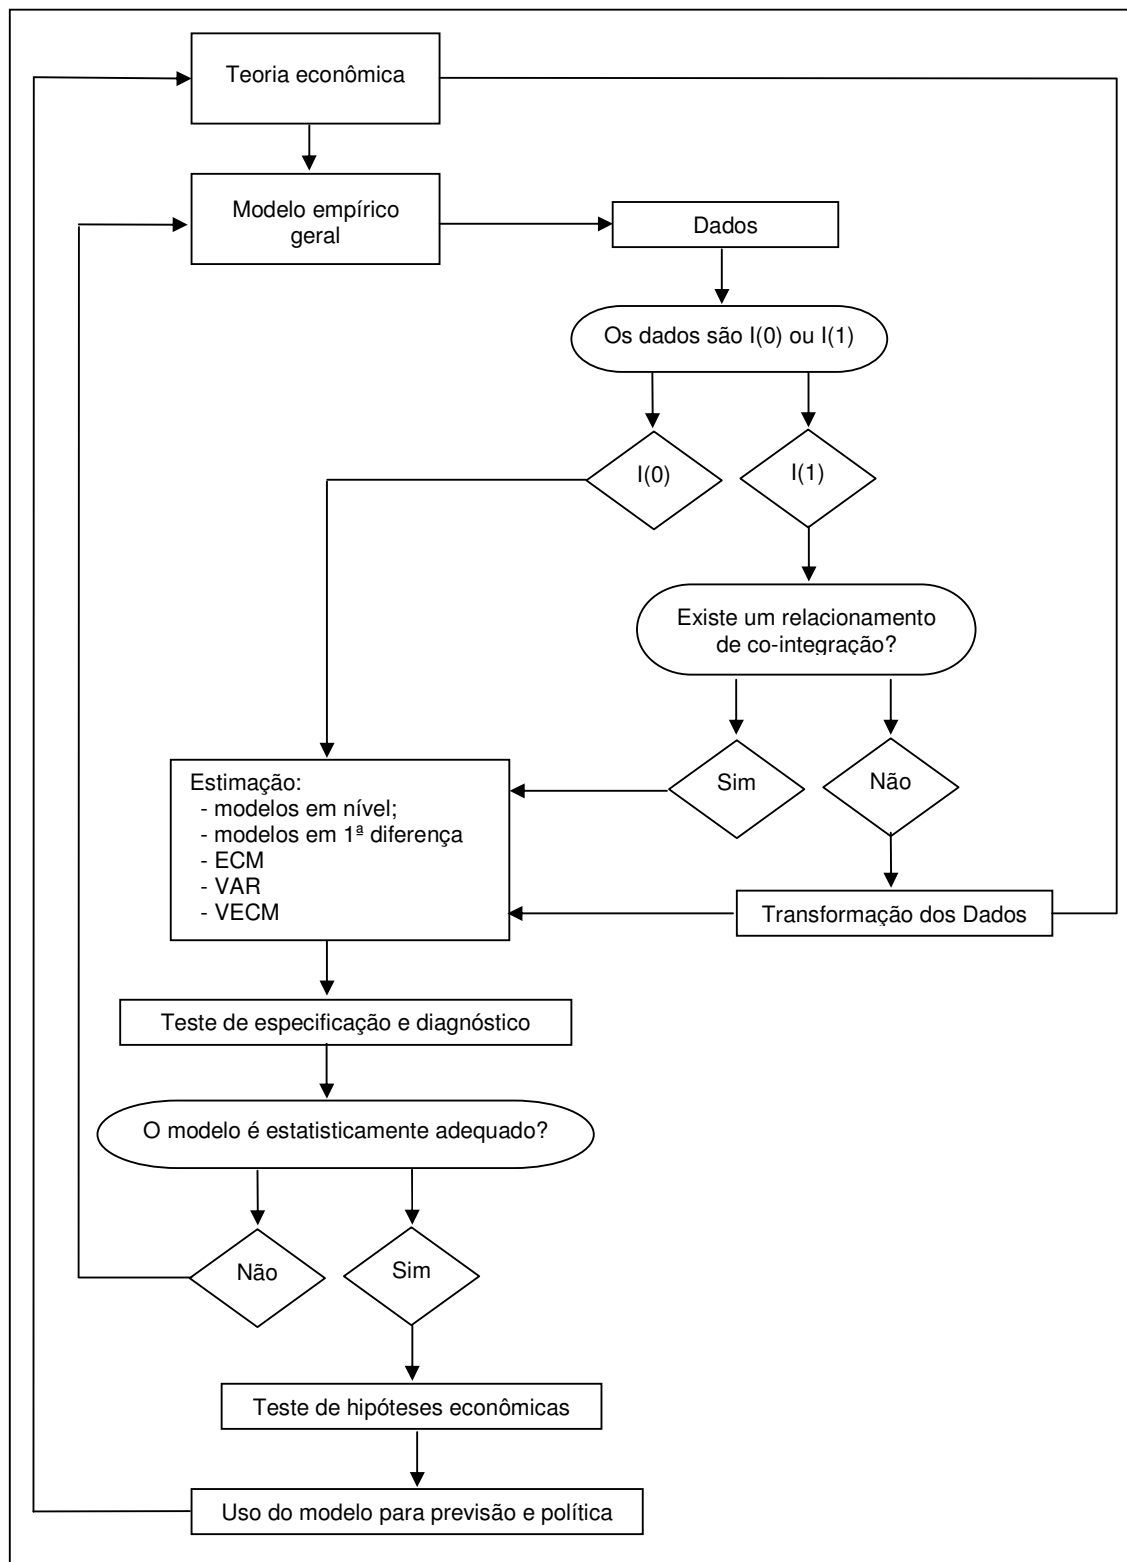 Teoria econômica
Modelo empírico
geral
Dados
Os dados são I(0) ou I(1)
I(0)
I(1)
Existe um relacionamento
de co-integração?
Sim
Não
Estimação:
- modelos em nível;
- modelos em 1ª diferença
- ECM
- VAR
- VECM
Transformação dos Dados
Teste de especificação e diagnóstico
O modelo é estatisticamente adequado?
Não
Sim
Teste de hipóteses econômicas
Uso do modelo para previsão e política